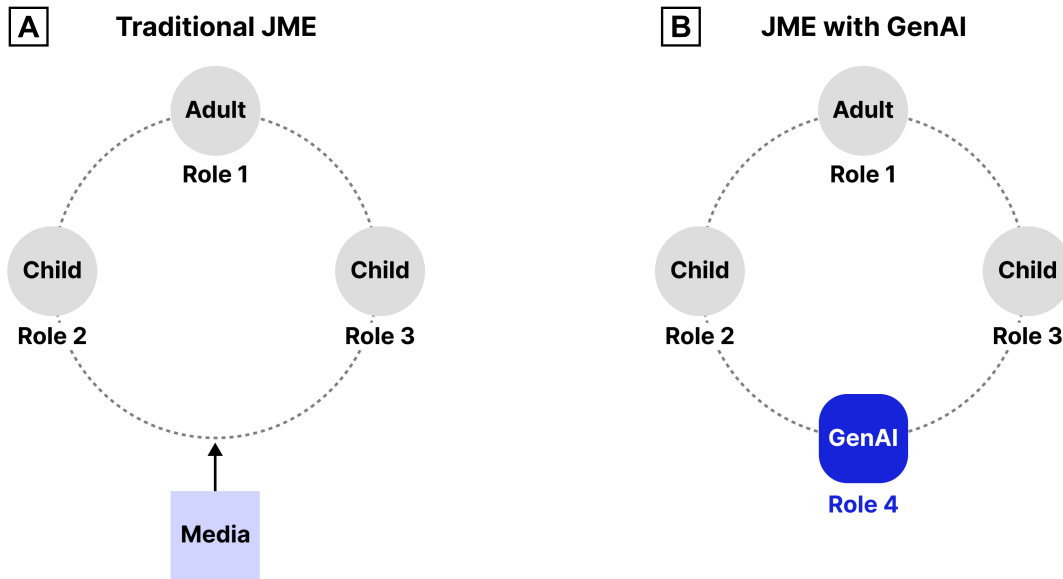 A
Traditional JME
Adult
Role 1
Child
Role 2
Child
Role 3
Media
B
JME with GenAI
Adult
Role 1
Child
Role 2
Child
Role 3
GenAI
Role 4